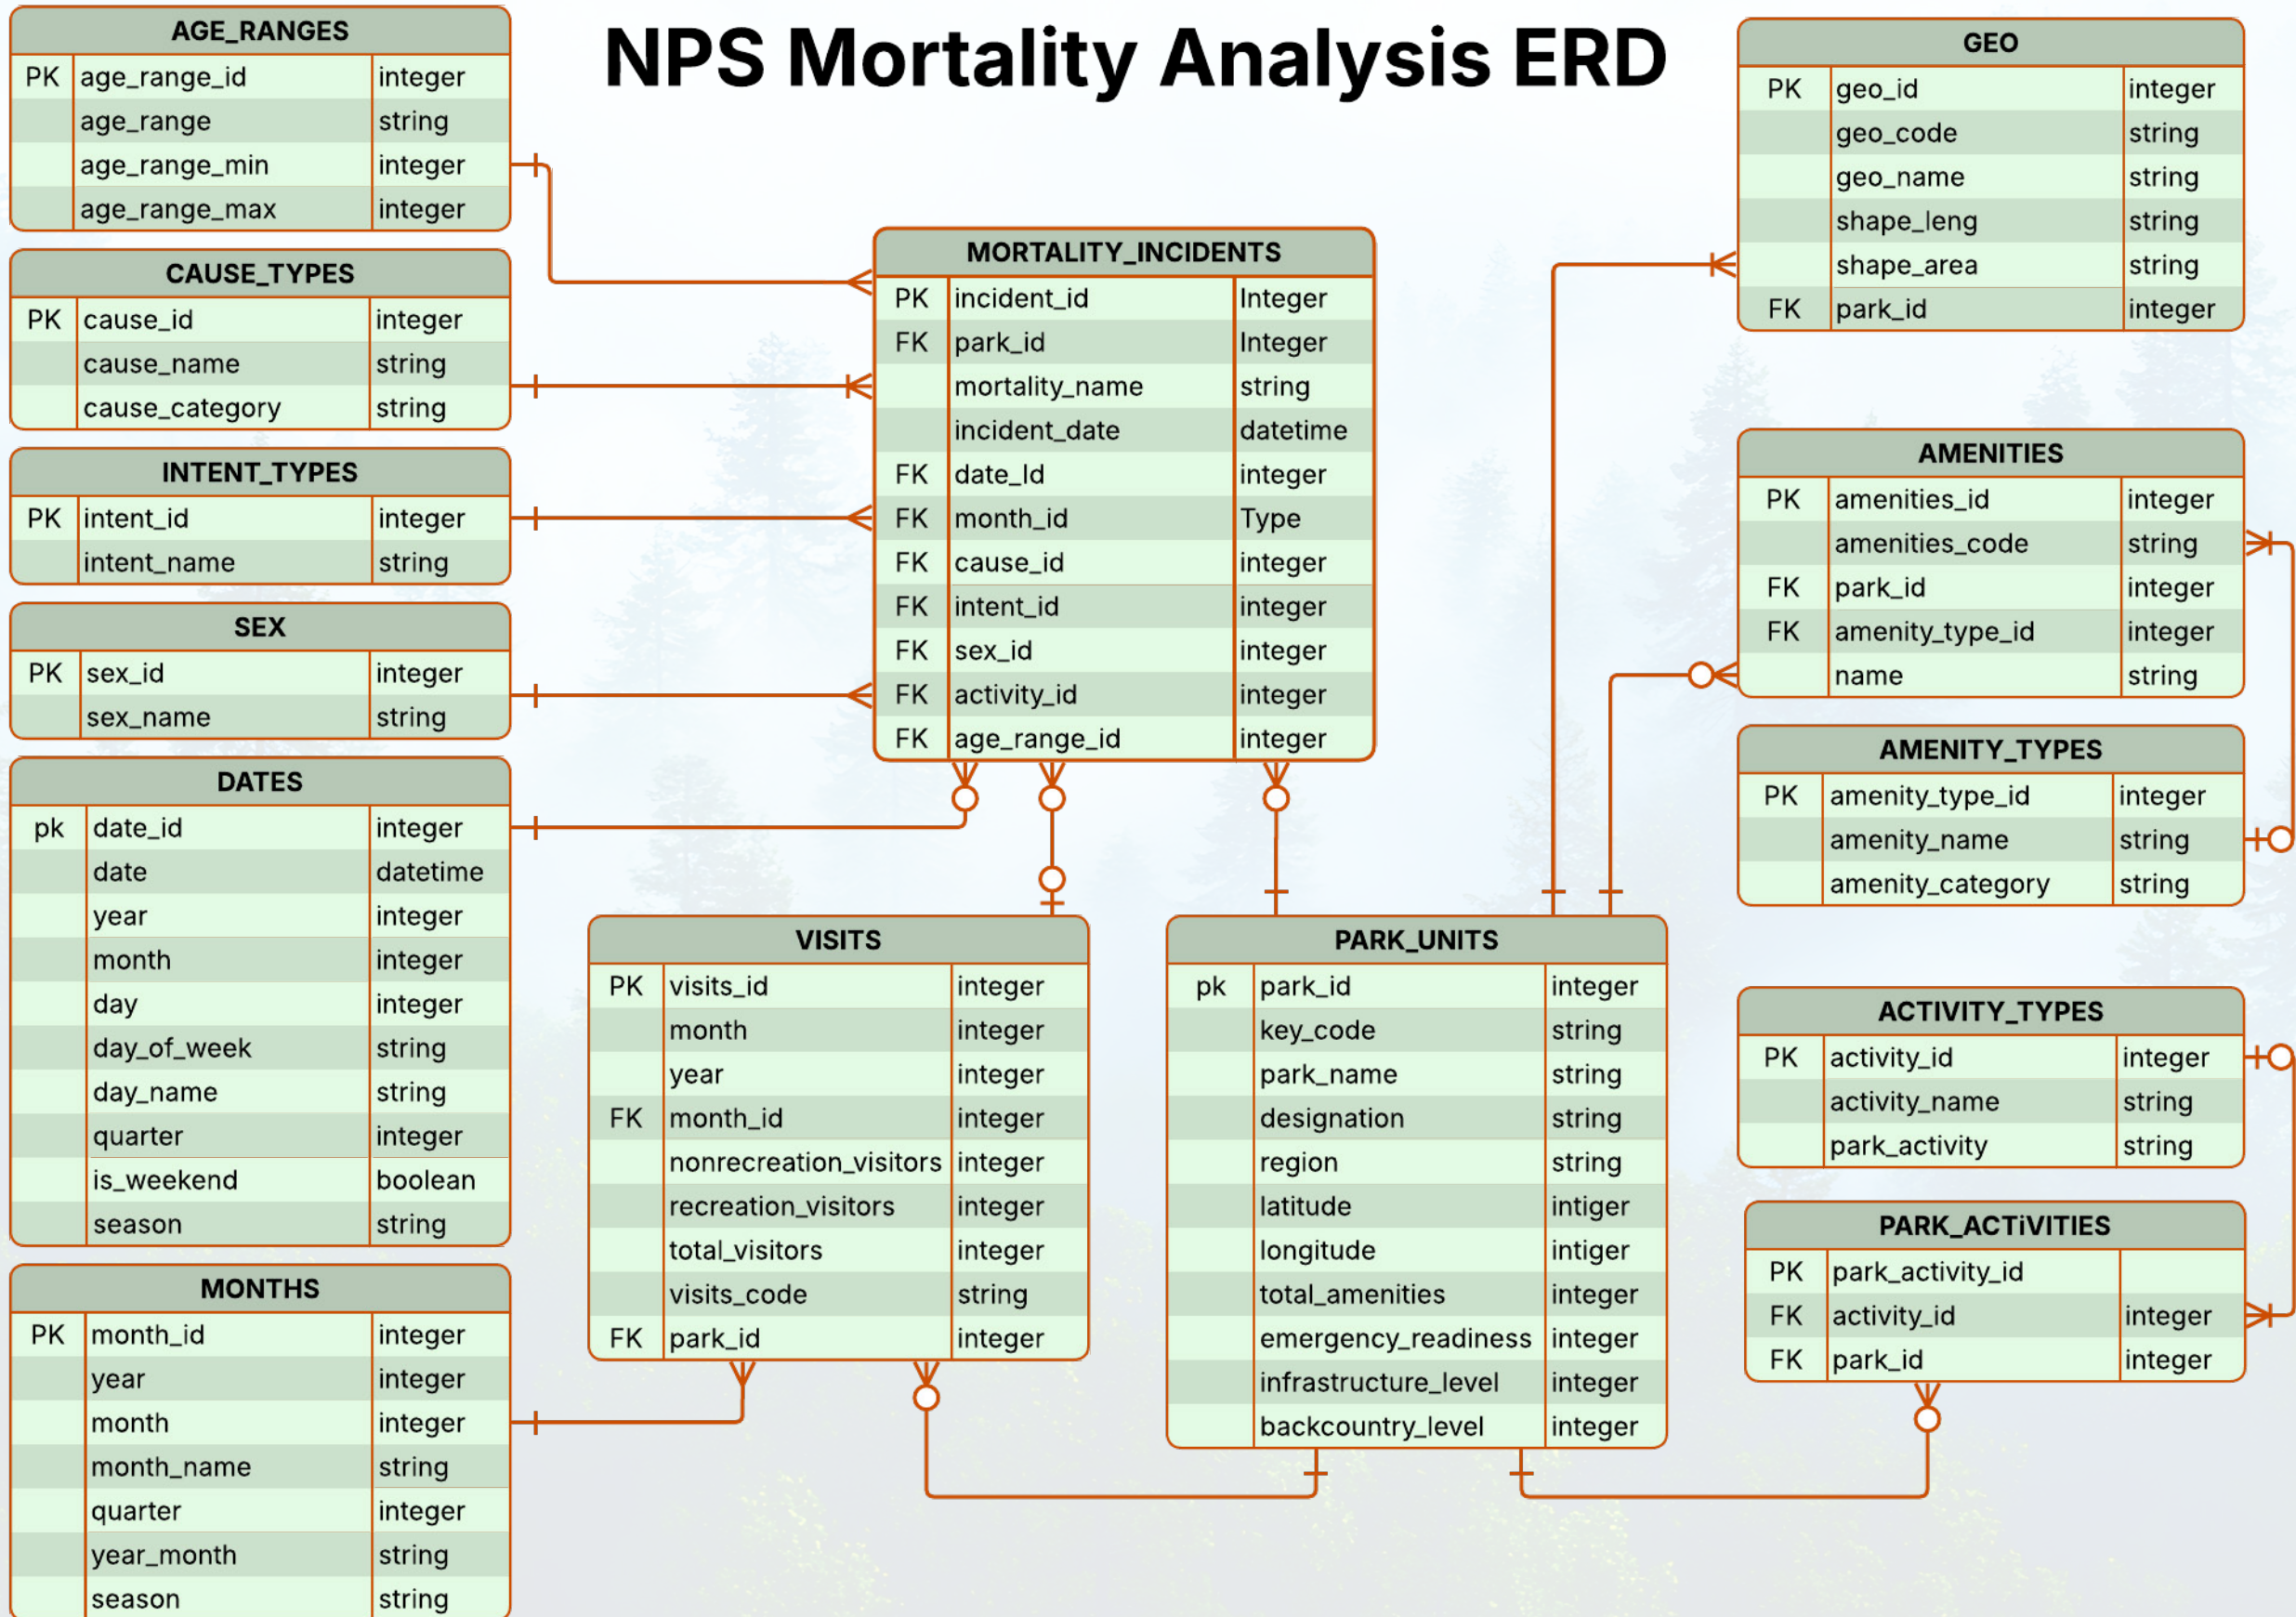 NPS Mortality Analysis ERD
AGE_RANGES
PK age_range_id integer
age_range string
age_range_min integer
age_range_max integer
CAUSE_TYPES
PK cause_id integer
cause_name string
cause_category string
INTENT_TYPES
PK intent_id integer
intent_name string
SEX
PK sex_id integer
sex_name string
DATES
pk date_id integer
date datetime
year integer
month integer
day integer
day_of_week string
day_name string
quarter integer
is_weekend boolean
season string
MONTHS
PK month_id integer
year integer
month integer
month_name string
quarter integer
year_month string
season string
MORTALITY_INCIDENTS
PK incident_id Integer
FK park_id Integer
mortality_name string
incident_date datetime
FK date_Id integer
FK month_id Type
FK cause_id integer
FK intent_id integer
FK sex_id integer
FK activity_id integer
FK age_range_id integer
VISITS
PK visits_id integer
month integer
year integer
FK month_id integer
nonrecreation_visitors integer
recreation_visitors integer
total_visitors integer
visits_code string
FK park_id integer
PARK_UNITS
pk park_id integer
key_code string
park_name string
designation string
region string
latitude intiger
longitude intiger
total_amenities integer
emergency_readiness integer
infrastructure_level integer
backcountry_level integer
GEO
PK geo_id integer
geo_code string
geo_name string
shape_leng string
shape_area string
FK park_id integer
AMENITIES
PK amenities_id integer
amenities_code string
FK park_id integer
FK amenity_type_id integer
name string
AMENITY_TYPES
PK amenity_type_id integer
amenity_name string
amenity_category string
ACTIVITY_TYPES
PK activity_id integer
activity_name string
park_activity string
PARK_ACTiVITIES
PK park_activity_id
FK activity_id integer
FK park_id integer